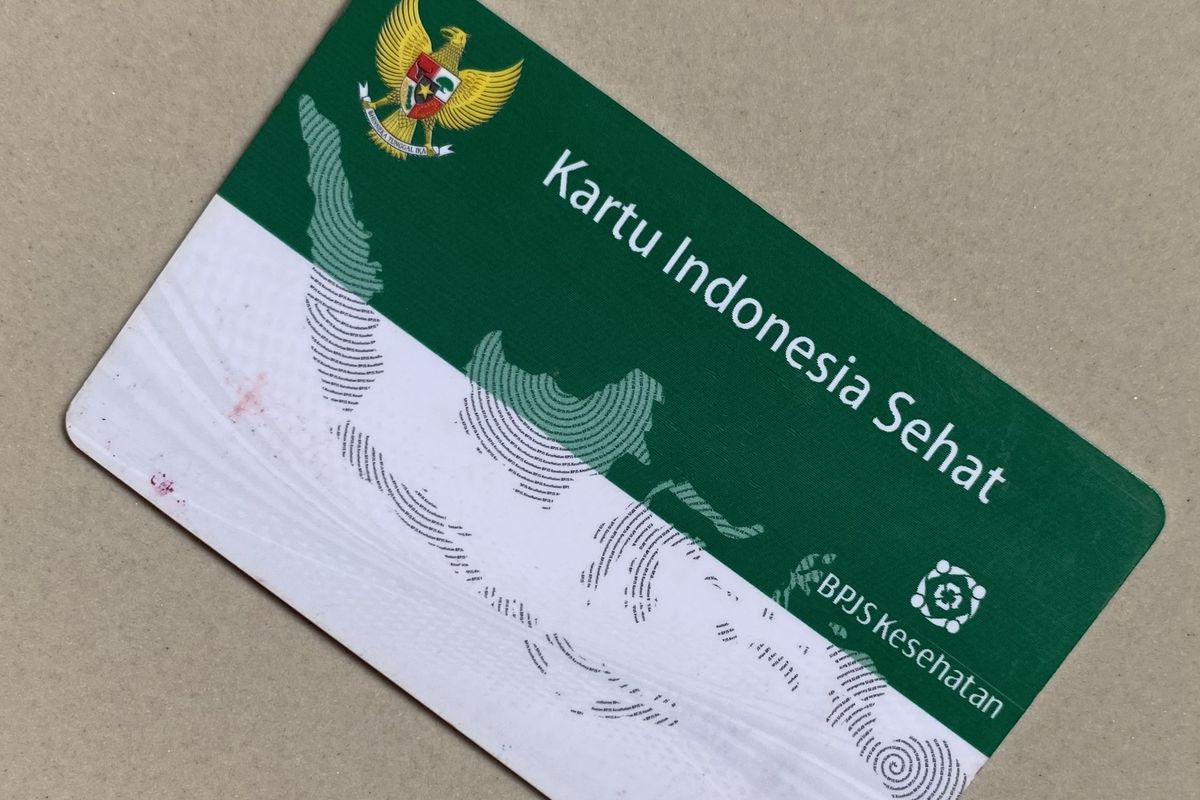 BHINNEKA TUNGGAL IKA
Kartu Indonesia Sehat
BPJS Kesehatan